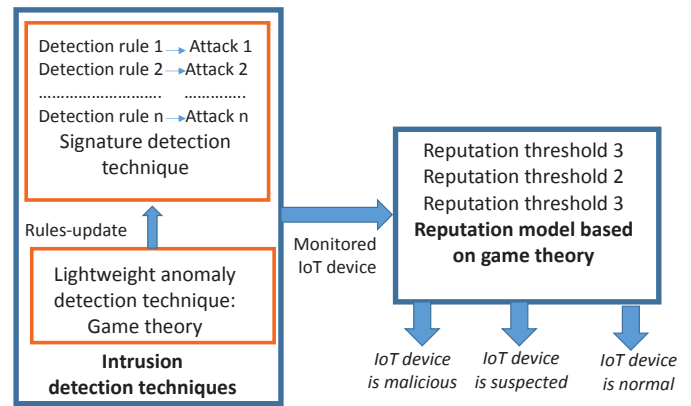 Detection rule 1 Attack 1
Detection rule 2 Attack 2
............................. ..............
Detection rule n Attack n
Signature detection
technique
Rules-update
Lightweight anomaly
detection technique:
Game theory
Intrusion
detection techniques
Monitored
IoT device
Reputation threshold 3
Reputation threshold 2
Reputation threshold 3
Reputation model based
on game theory
IoT device
is malicious
IoT device
is suspected
IoT device
is normal